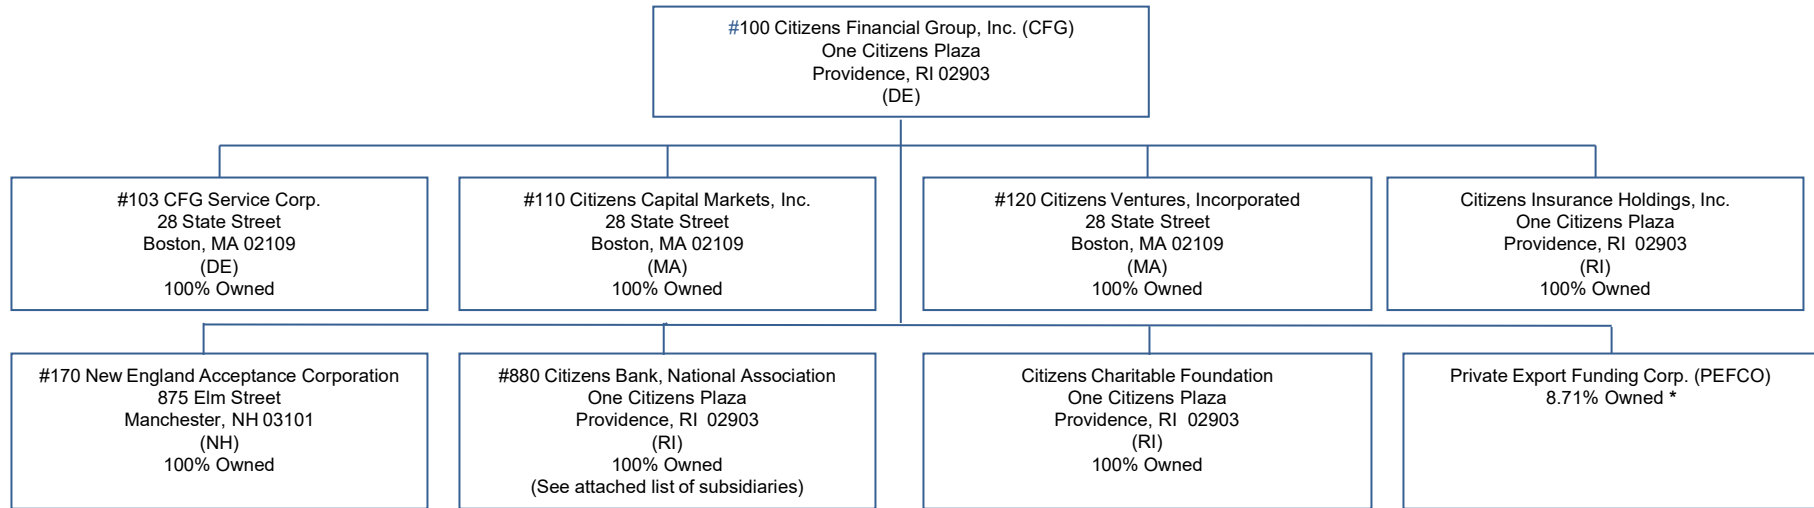 #100 Citizens Financial Group, Inc. (CFG)
One Citizens Plaza
Providence, RI 02903
(DE)
#103 CFG Service Corp.
28 State Street
Boston, MA 02109
(DE)
100% Owned
#110 Citizens Capital Markets, Inc.
28 State Street
Boston, MA 02109
(MA)
100% Owned
#120 Citizens Ventures, Incorporated
28 State Street
Boston, MA 02109
(MA)
100% Owned
Citizens Insurance Holdings, Inc.
One Citizens Plaza
Providence, RI 02903
(RI)
100% Owned
#170 New England Acceptance Corporation
875 Elm Street
Manchester, NH 03101
(NH)
100% Owned
#880 Citizens Bank, National Association
One Citizens Plaza
Providence, RI 02903
(RI)
100% Owned
(See attached list of subsidiaries)
Citizens Charitable Foundation
One Citizens Plaza
Providence, RI 02903
(RI)
100% Owned
Private Export Funding Corp. (PEFCO)
8.71% Owned *